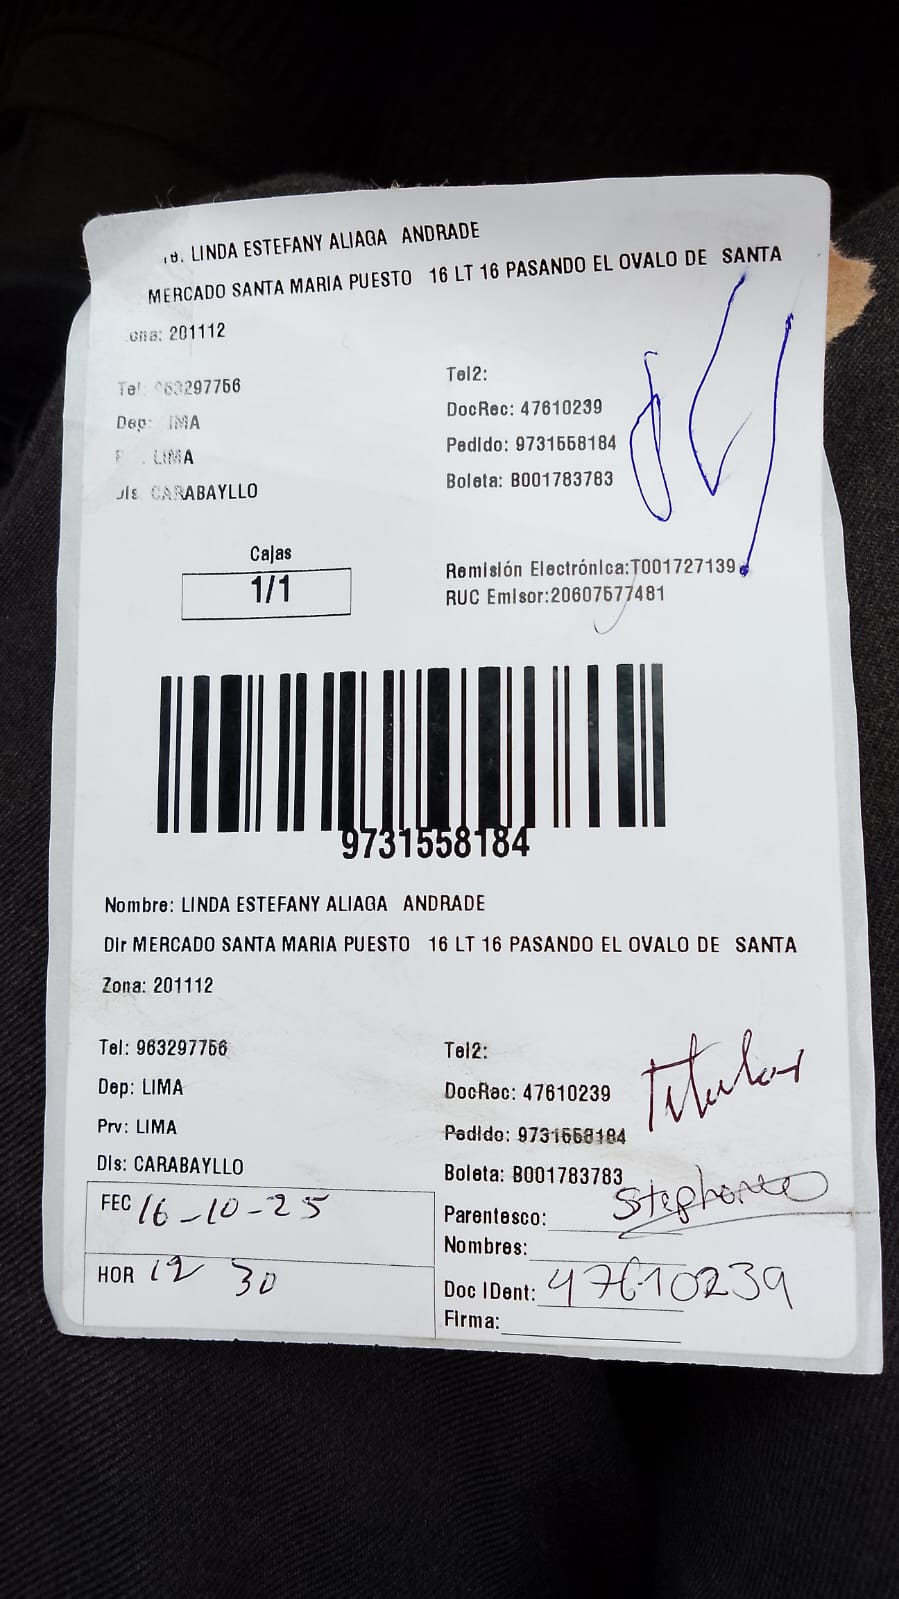 LINDA ESTEFANY ALIAGA ANDRADE
MERCADO SANTA MARIA PUESTO 16 LT 16 PASANDO EL OVALO DE SANTA
ona: 201112
Tel: 963297756
Tel2:
Dep: LIMA
DocRec: 47610239
LIMA
Pedido: 9731558184
Dis CARABAYLLO
Boleta: B001783783
Cajas
1/1
Remisión Electrónica:T001727139
RUC Emisor:20607577481
9731558184
Nombre: LINDA ESTEFANY ALIAGA ANDRADE
Dir MERCADO SANTA MARIA PUESTO 16 LT 16 PASANDO EL OVALO DE SANTA
Zona: 201112
Tel: 963297756
Tel2:
Dep: LIMA
DocRec: 47610239
Titular
Prv: LIMA
Pedido: 9731558184
Dis: CARABAYLLO
Boleta: B001783783
FEC 16-10-25
Parentesco:
Nombres:
HOR 12 30
Doc IDent: 47610239
Firma: